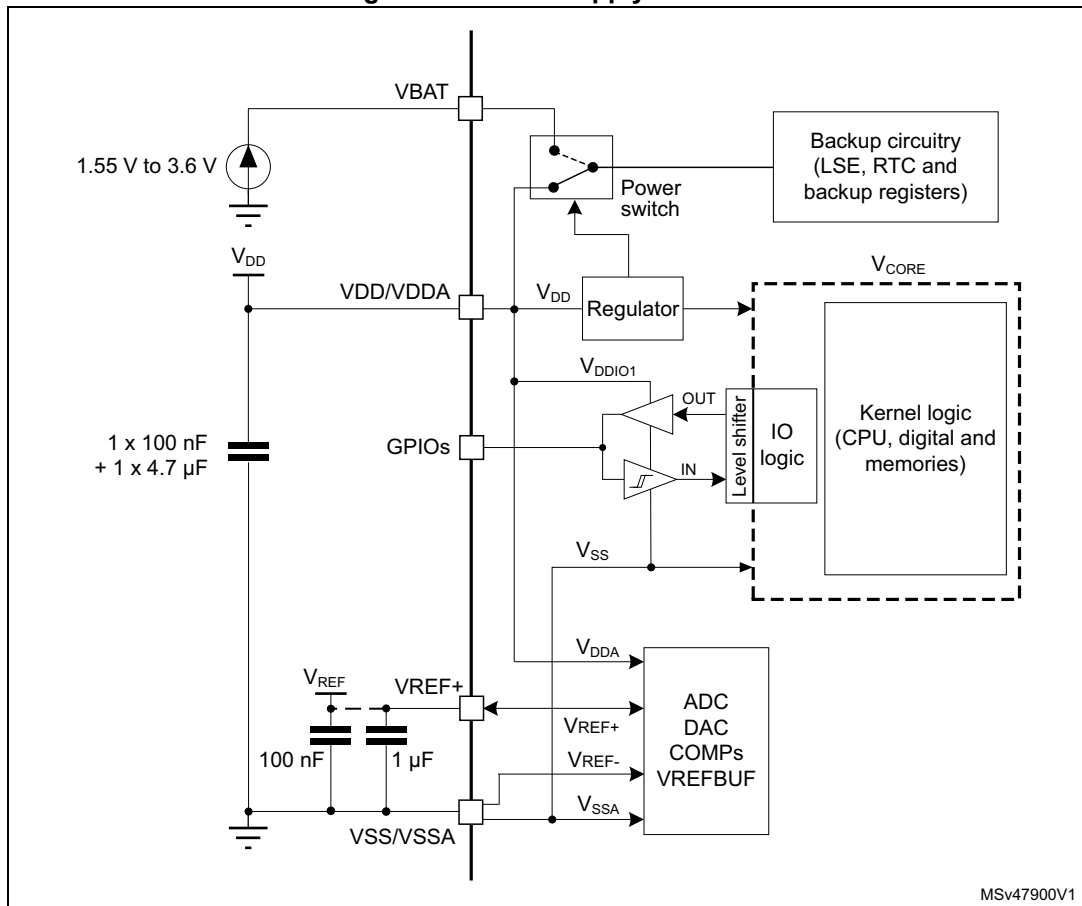 VBAT
1.55 V to 3.6 V
Power
switch
Backup circuitry
(LSE, RTC and
backup registers)
VDD
VDD/VDDA
VDD
Regulator
VCORE
VDDIO1
OUT
GPIOs
IN
Level shifter
IO
logic
Kernel logic
(CPU, digital and
memories)
1 x 100 nF
+ 1 x 4.7 µF
VSS
VDDA
VREF
VREF+
VREF+
100 nF
1 µF
VREF-
ADC
DAC
COMPs
VREFBUF
VSSA
VSS/VSSA
MSv47900V1